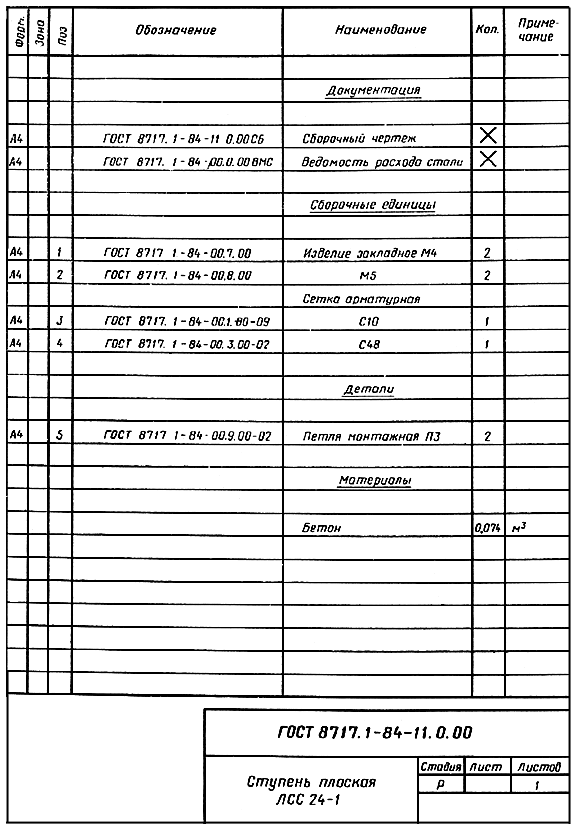 Форм. Зона Поз Обозначение Наименование Кол. Приме-
чание
Документация
А4 ГОСТ 8717. 1-84-11 0.00СБ Сборочный чертеж X
А4 ГОСТ 8717. 1-84-00.0.00ВМС Ведомость расхода стали X
Сборочные единицы
А4 1 ГОСТ 8717 1-84-00.7.00 Изделие закладное М4 2
А4 2 ГОСТ 8717. 1-84-00.8.00 М5 2
Сетка арматурная
А4 3 ГОСТ 8717. 1-84-00.1.00-09 С10 1
А4 4 ГОСТ 8717. 1-84-00.3.00-02 С48 1
Детали
А4 5 ГОСТ 8717 1-84-00.9.00-02 Петля монтажная П3 2
Материалы
Бетон 0,074 м³
ГОСТ 8717.1-84-11.0.00
Ступень плоская
ЛСС 24-1
Стадия Лист Листов
Р 1